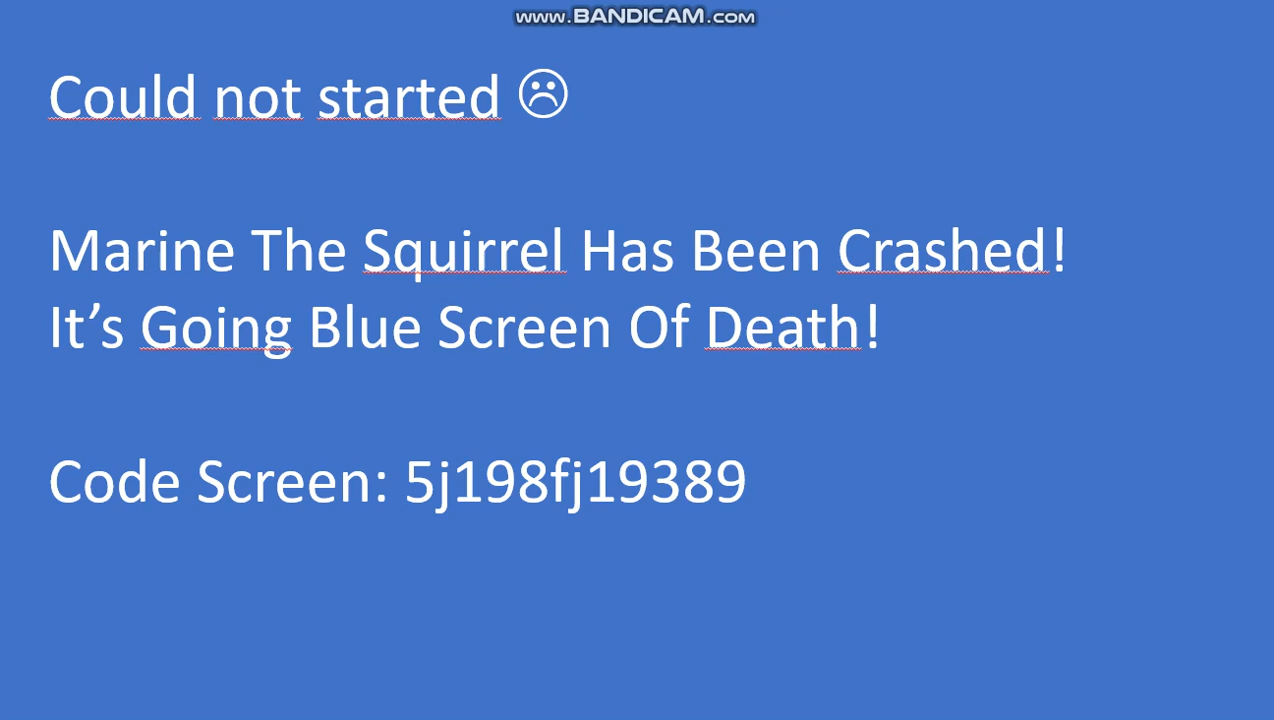 www.BANDICAM.com
Could not started ☹
Marine The Squirrel Has Been Crashed!
It’s Going Blue Screen Of Death!
Code Screen: 5j198fj19389